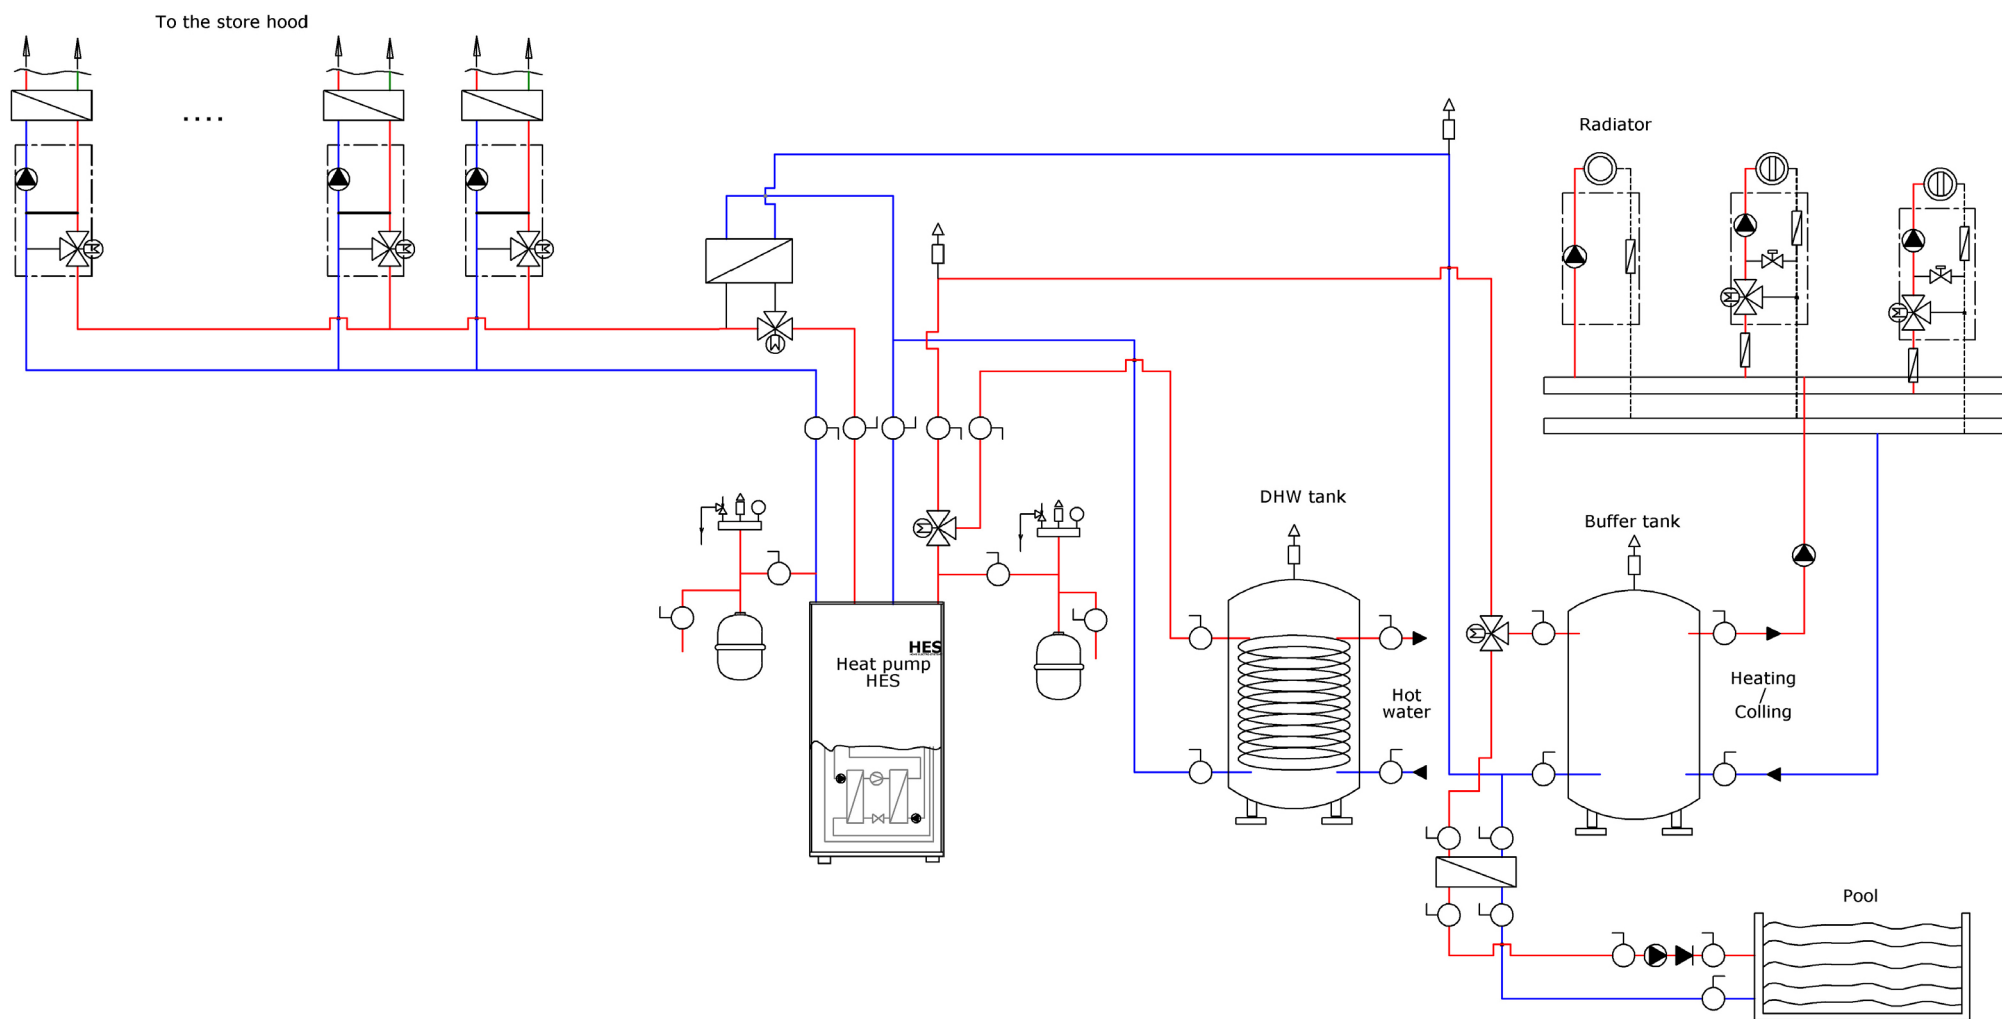 To the store hood
....
Radiator
DHW tank
Buffer tank
HES
Heat pump
HES
Hot
water
Heating
/
Colling
Pool